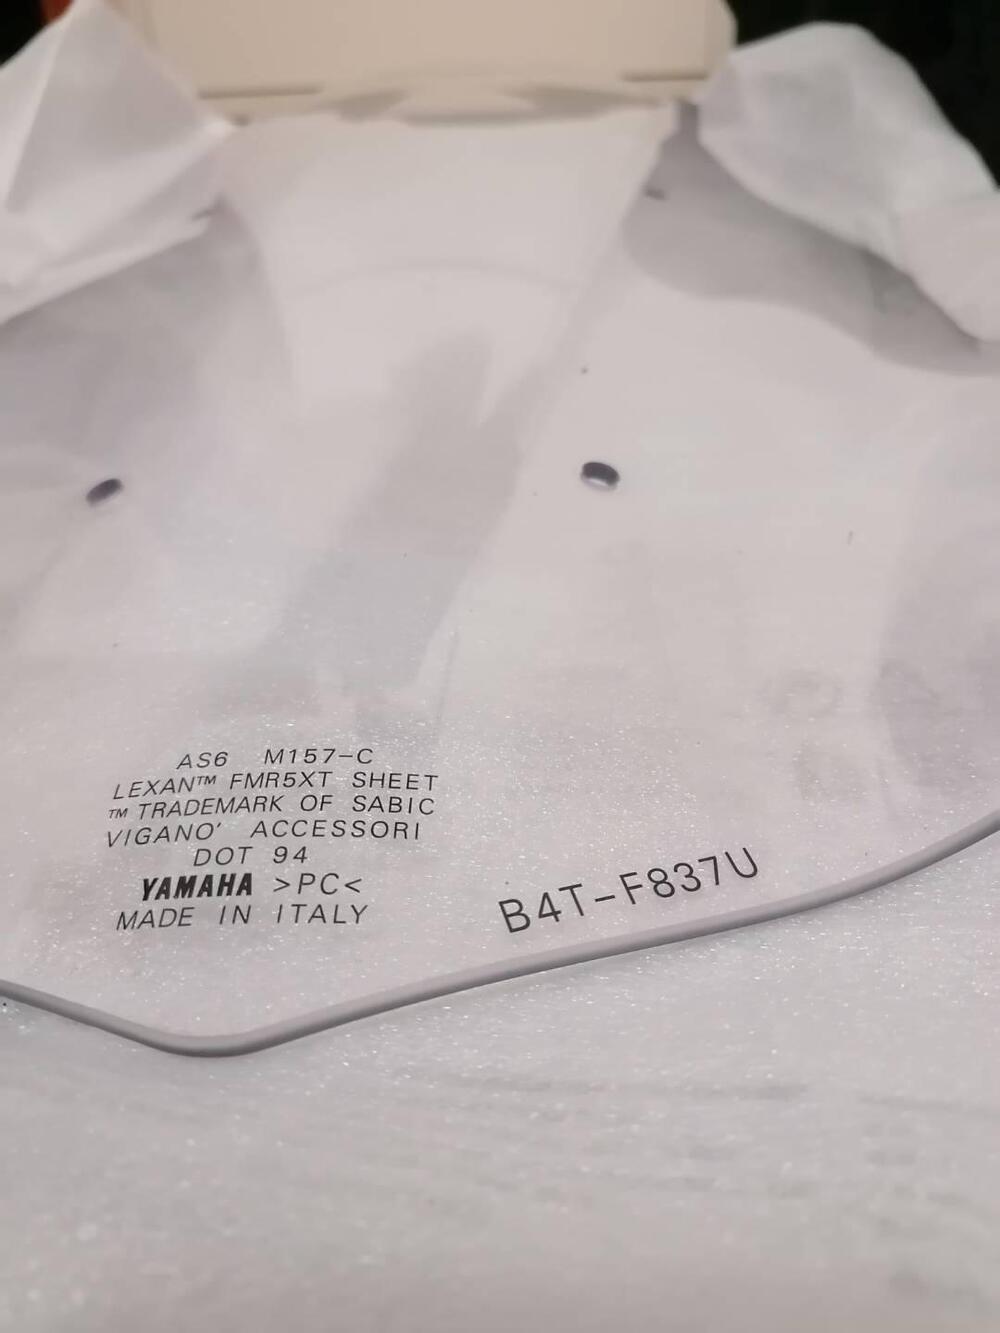 AS6 M157-C
LEXAN™ FMR5XT SHEET
™ TRADEMARK OF SABIC
VIGANO' ACCESSORI
DOT 94
YAMAHA >PC<
MADE IN ITALY
B4T-F837U